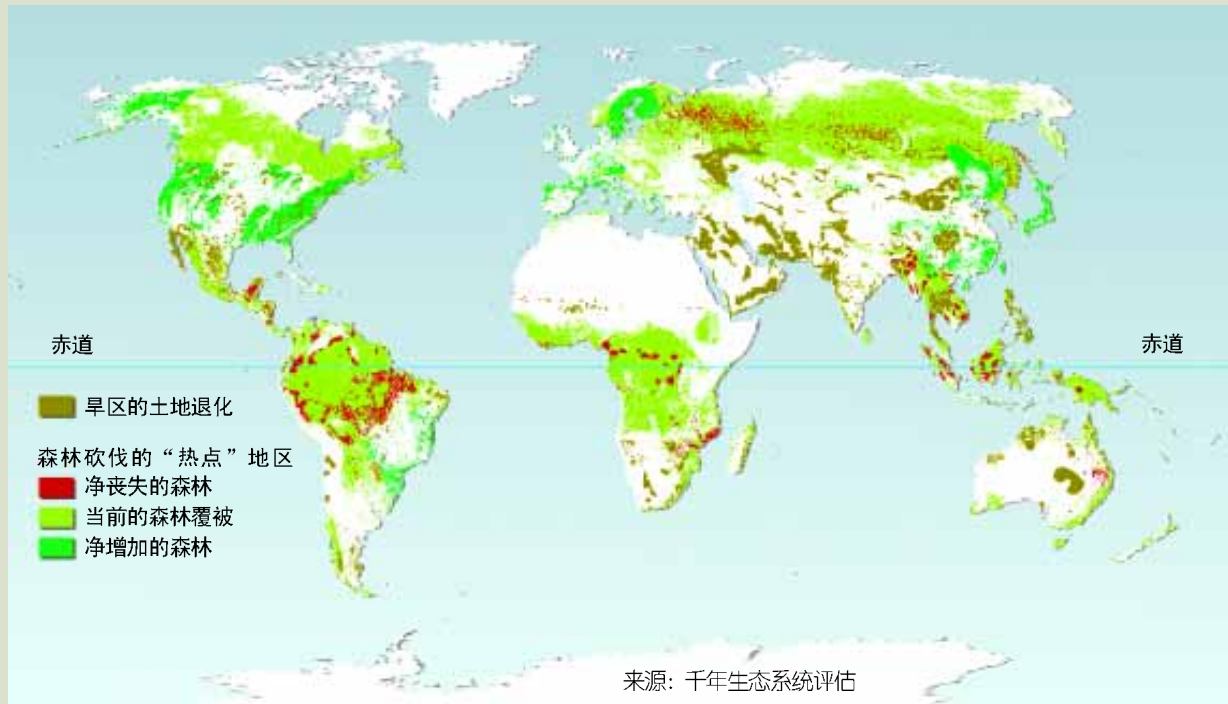 赤道
赤道
旱区的土地退化
森林砍伐的“热点”地区
净丧失的森林
当前的森林覆被
净增加的森林
来源：千年生态系统评估